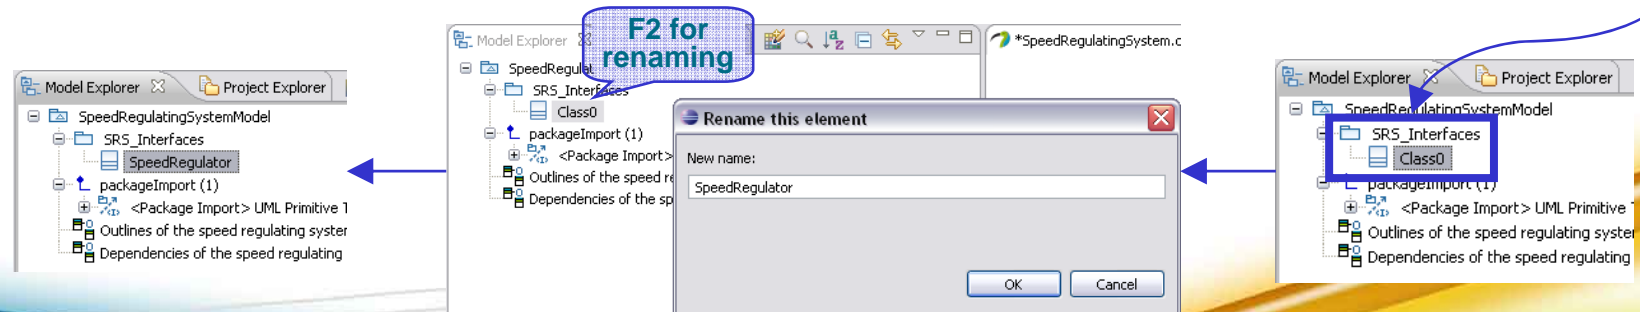 Model Explorer
Project Explorer
SpeedRegulatingSystemModel
SRS_Interfaces
SpeedRegulator
packageImport (1)
<Package Import> UML Primitive
Outlines of the speed regulating syster
Dependencies of the speed regulating
Model Explorer
F2 for
renaming
*SpeedRegulatingSystem.c
SpeedRegulat
SRS_Interfaces
Class0
packageImport (1)
<Package Import>
Outlines of the speed re
Dependencies of the sp
Rename this element
New name:
SpeedRegulator
OK
Cancel
Model Explorer
Project Explorer
SpeedRegulatingSystemModel
SRS_Interfaces
Class0
packageImport (1)
<Package Import> UML Primitive
Outlines of the speed regulating syster
Dependencies of the speed regulating